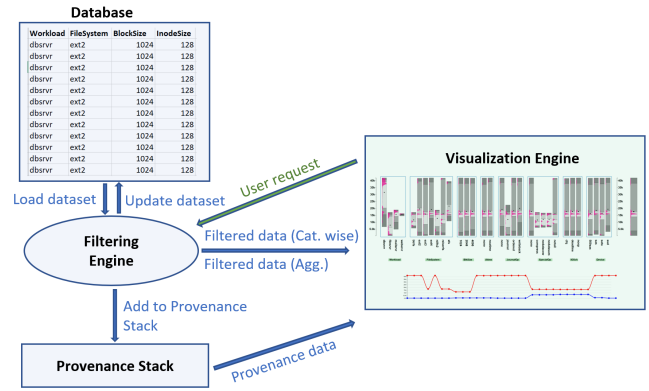 Database
Workload FileSystem BlockSize InodeSize
dbsrvr ext2 1024 128
dbsrvr ext2 1024 128
dbsrvr ext2 1024 128
dbsrvr ext2 1024 128
dbsrvr ext2 1024 128
dbsrvr ext2 1024 128
dbsrvr ext2 1024 128
dbsrvr ext2 1024 128
dbsrvr ext2 1024 128
dbsrvr ext2 1024 128
dbsrvr ext2 1024 128
dbsrvr ext2 1024 128
Load dataset
Update dataset
User request
Visualization Engine
Filtering
Engine
Filtered data (Cat. wise)
Filtered data (Agg.)
Add to Provenance
Stack
Provenance Stack
Provenance data